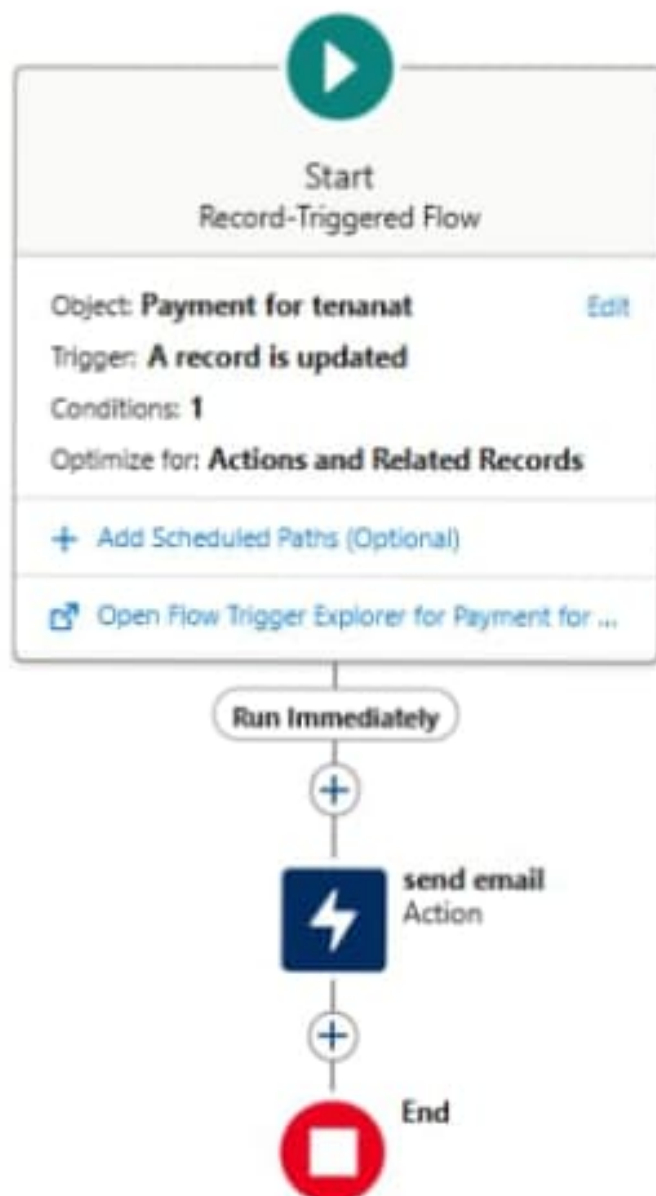 Start
Record-Triggered Flow
Object: Payment for tenanat
Edit
Trigger: A record is updated
Conditions: 1
Optimize for: Actions and Related Records
+ Add Scheduled Paths (Optional)
Open Flow Trigger Explorer for Payment for ...
Run Immediately
send email
Action
End